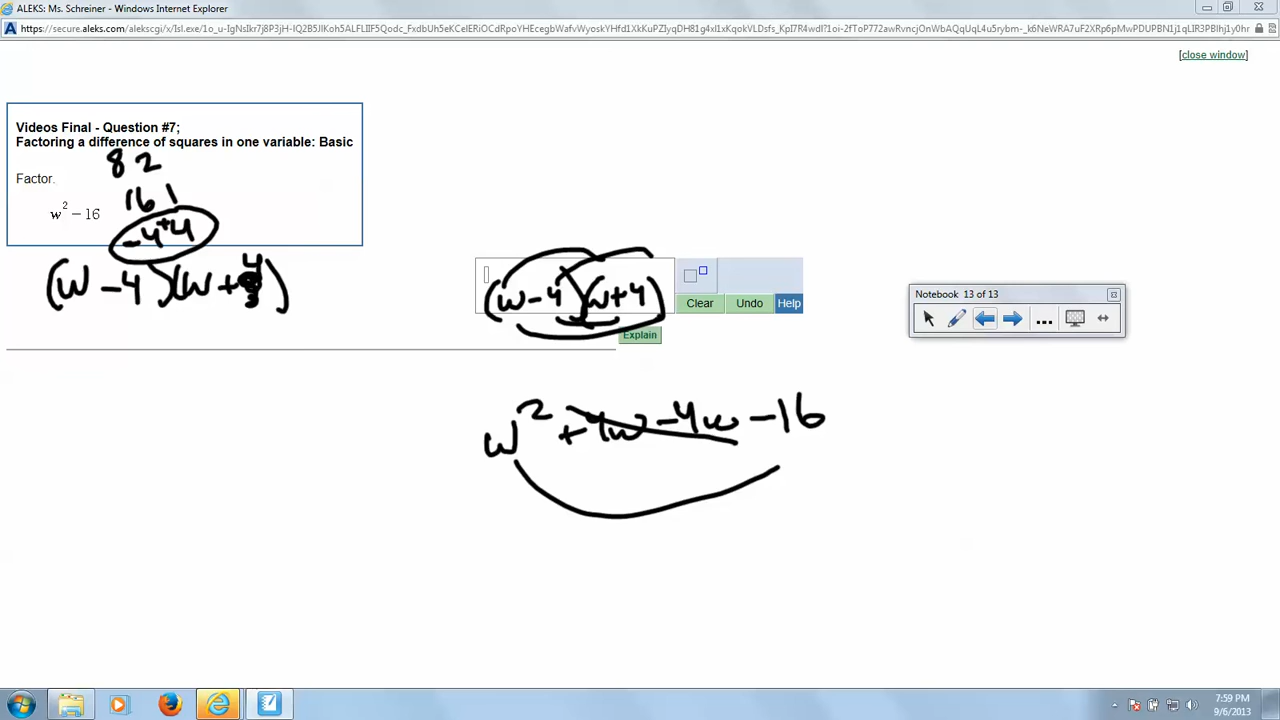 ALEKS: Ms. Schreiner - Windows Internet Explorer
[close window]
Videos Final - Question #7;
Factoring a difference of squares in one variable: Basic
8 2
Factor.
16 1
w² - 16
-4 +4
(w - 4)(w + 4)
(w - 4)(w + 4)
Clear Undo Help
Explain
Notebook 13 of 13
...
w² + 4w - 4w - 16
7:59 PM
9/6/2013